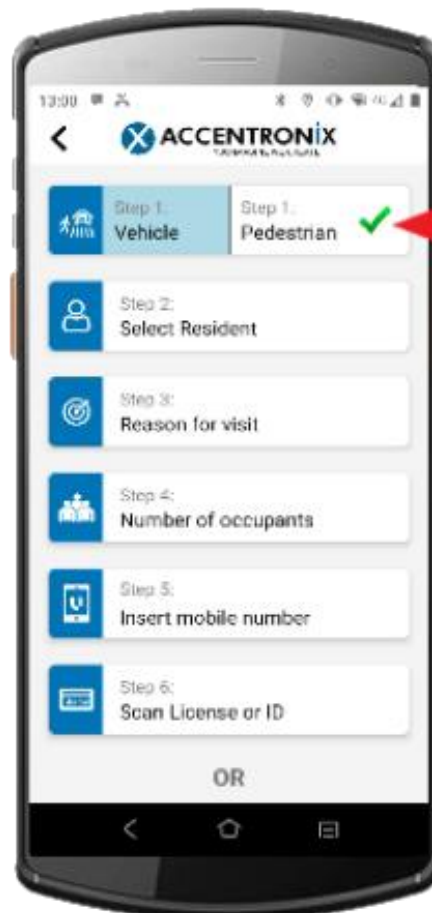 13:00
4G
ACCENTRONIX
Step 1:
Vehicle
Step 1:
Pedestrian
Step 2:
Select Resident
Step 3:
Reason for visit
Step 4:
Number of occupants
Step 5:
Insert mobile number
Step 6:
Scan License or ID
OR